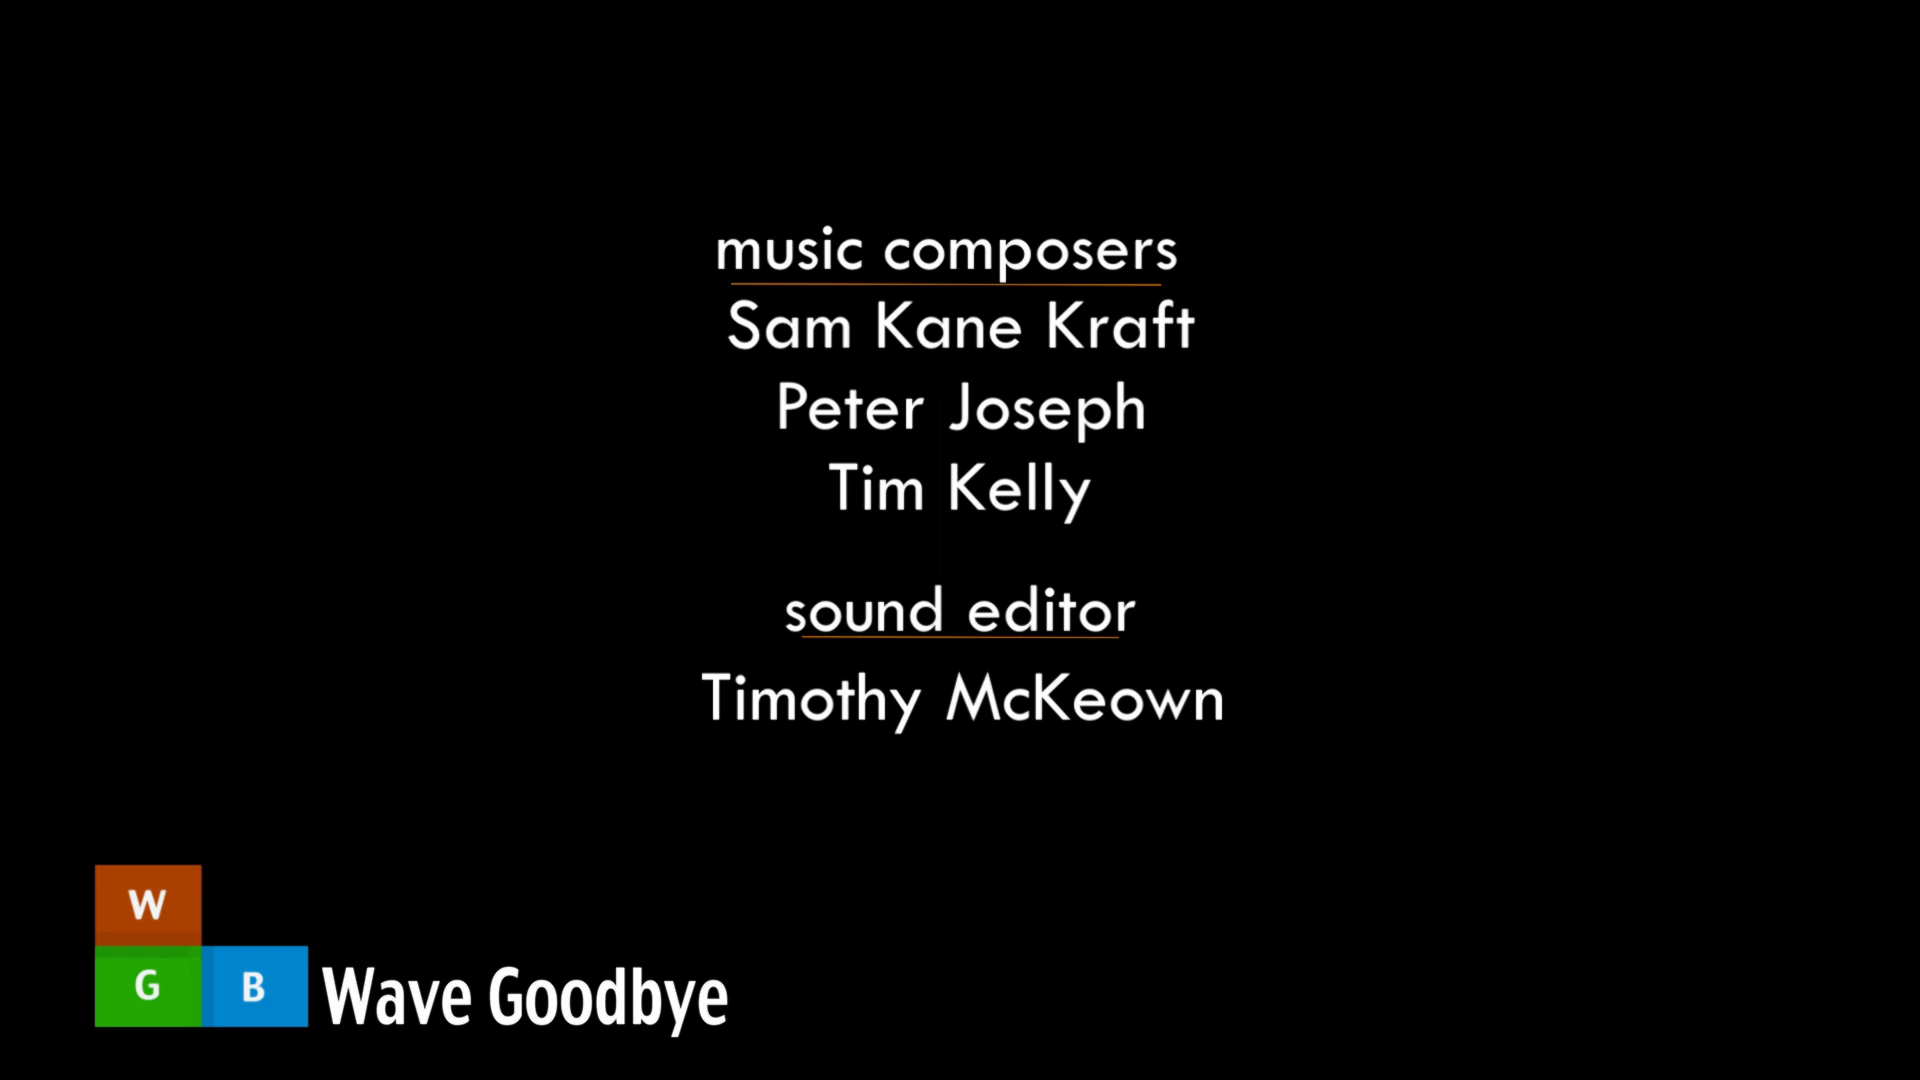 music composers
Sam Kane Kraft
Peter Joseph
Tim Kelly
sound editor
Timothy McKeown
W
G B Wave Goodbye